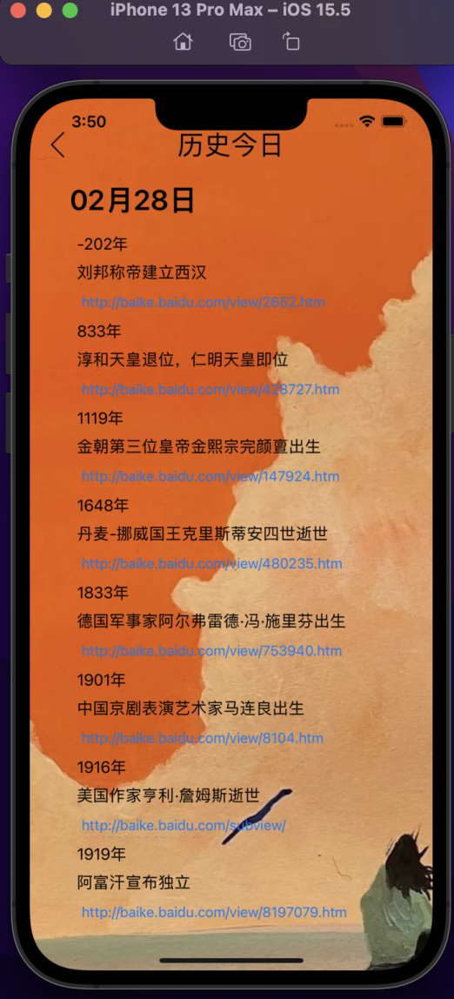 iPhone 13 Pro Max – iOS 15.5
3:50
历史今日
02月28日
-202年
刘邦称帝建立西汉
http://baike.baidu.com/view/2652.htm
833年
淳和天皇退位，仁明天皇即位
http://baike.baidu.com/view/428727.htm
1119年
金朝第三位皇帝金熙宗完颜亶出生
http://baike.baidu.com/view/147924.htm
1648年
丹麦-挪威国王克里斯蒂安四世逝世
http://baike.baidu.com/view/480235.htm
1833年
德国军事家阿尔弗雷德·冯·施里芬出生
http://baike.baidu.com/view/753940.htm
1901年
中国京剧表演艺术家马连良出生
http://baike.baidu.com/view/8104.htm
1916年
美国作家亨利·詹姆斯逝世
http://baike.baidu.com/subview/
1919年
阿富汗宣布独立
http://baike.baidu.com/view/8197079.htm